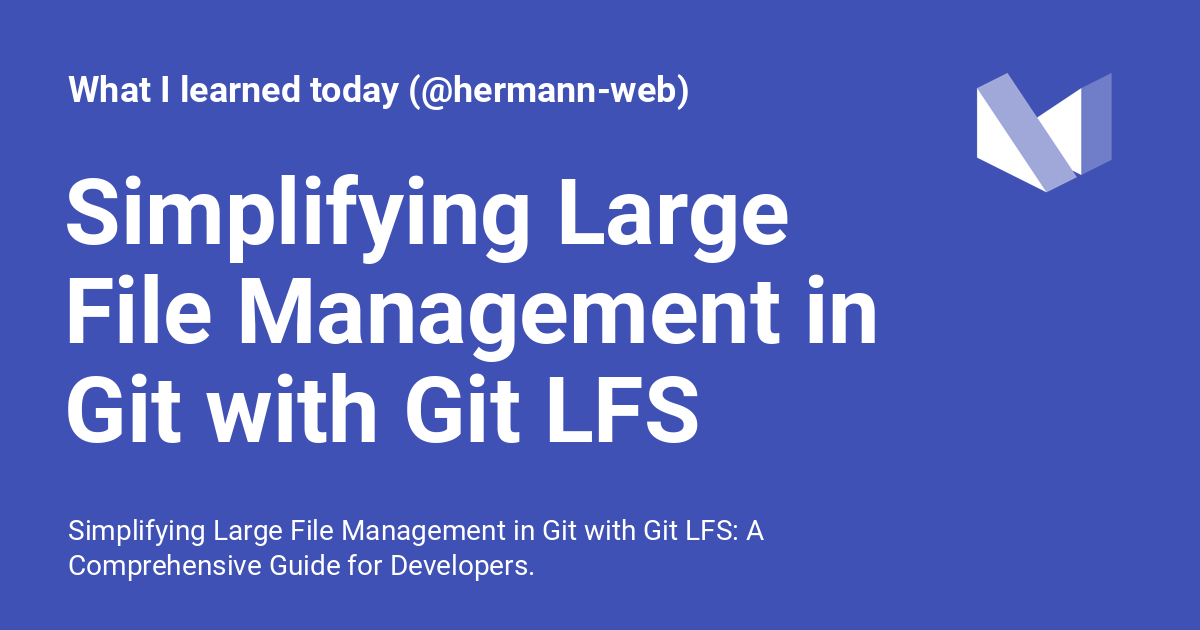 What I learned today (@hermann-web)
Simplifying Large
File Management in
Git with Git LFS
Simplifying Large File Management in Git with Git LFS: A
Comprehensive Guide for Developers.